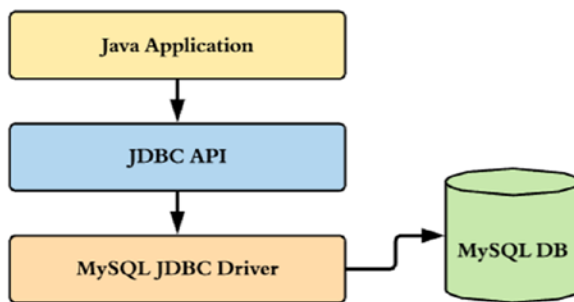 Java Application
JDBC API
MySQL JDBC Driver
MySQL DB